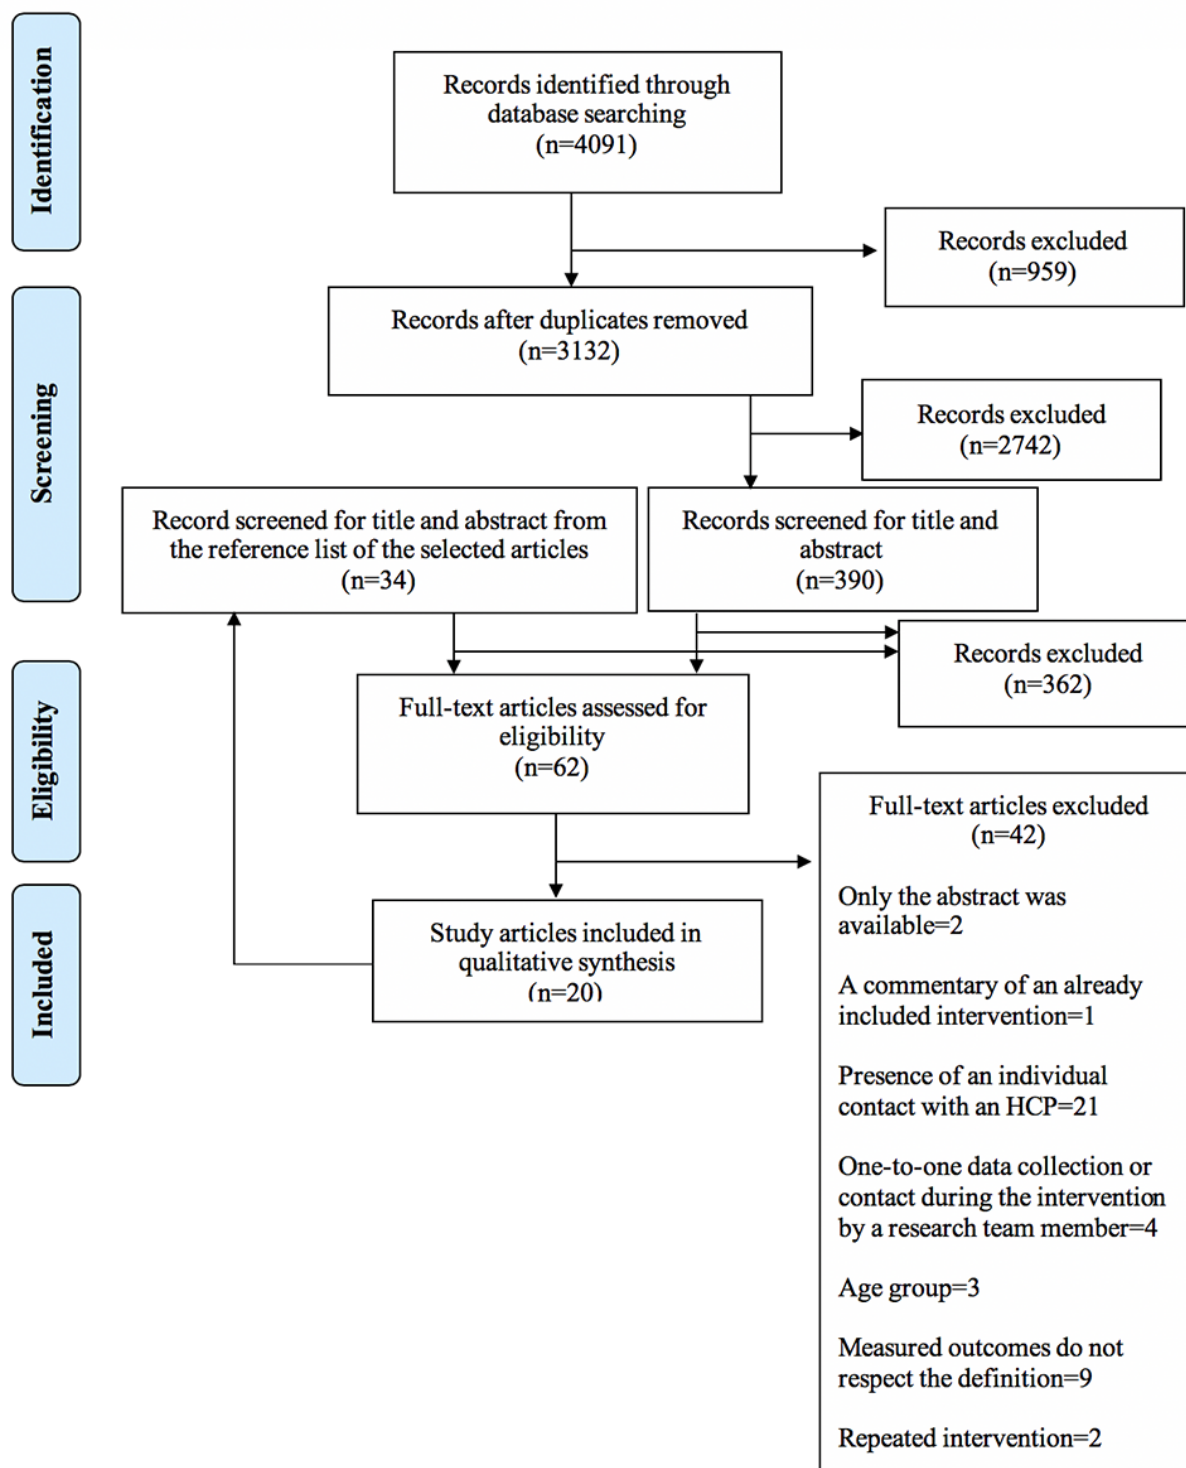 Identification
Records identified through
database searching
(n=4091)
Records excluded
(n=959)
Screening
Records after duplicates removed
(n=3132)
Records excluded
(n=2742)
Record screened for title and abstract from
the reference list of the selected articles
(n=34)
Records screened for title and
abstract
(n=390)
Records excluded
(n=362)
Eligibility
Full-text articles assessed for
eligibility
(n=62)
Full-text articles excluded
(n=42)
Only the abstract was
available=2
A commentary of an already
included intervention=1
Presence of an individual
contact with an HCP=21
One-to-one data collection or
contact during the intervention
by a research team member=4
Age group=3
Measured outcomes do not
respect the definition=9
Repeated intervention=2
Included
Study articles included in
qualitative synthesis
(n=20)